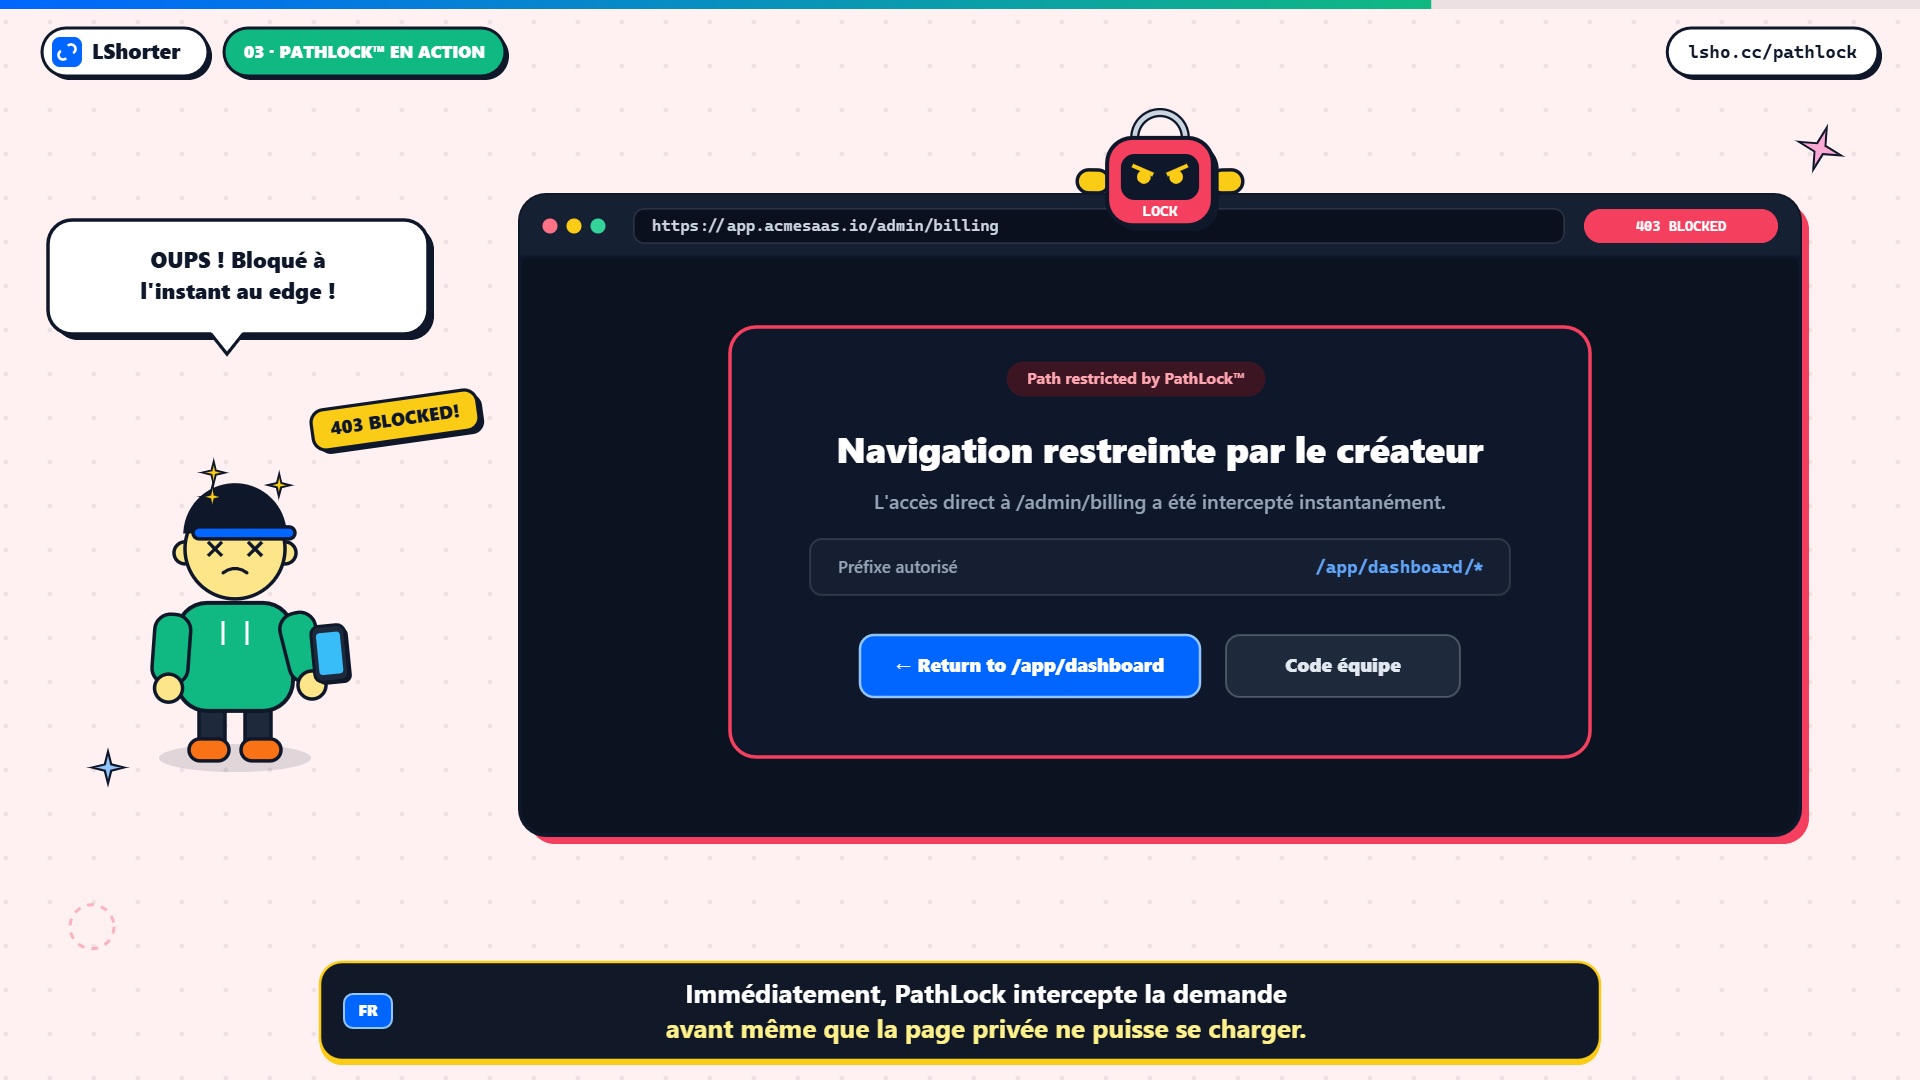 LShorter
03 · PATHLOCK™ EN ACTION
lsho.cc/pathlock
LOCK
https://app.acmesaas.io/admin/billing
403 BLOCKED
OUPS ! Bloqué à
l'instant au edge !
403 BLOCKED!
Path restricted by PathLock™
Navigation restreinte par le créateur
L'accès direct à /admin/billing a été intercepté instantanément.
Préfixe autorisé
/app/dashboard/*
← Return to /app/dashboard
Code équipe
FR
Immédiatement, PathLock intercepte la demande
avant même que la page privée ne puisse se charger.